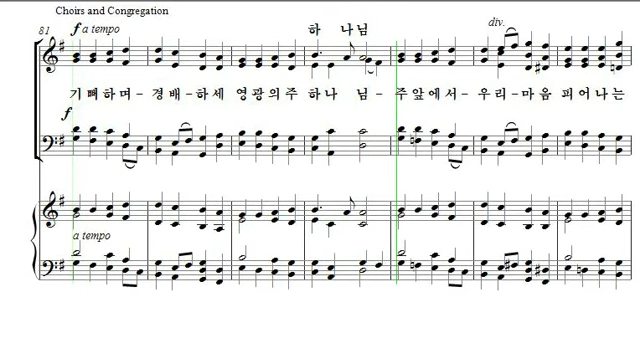 Choirs and Congregation
81 f a tempo 하 나님 div.
기뻐하며- 경배-하세 영광의주 하나 님- 주앞에서- 우리-마음 피어나는
f
a tempo